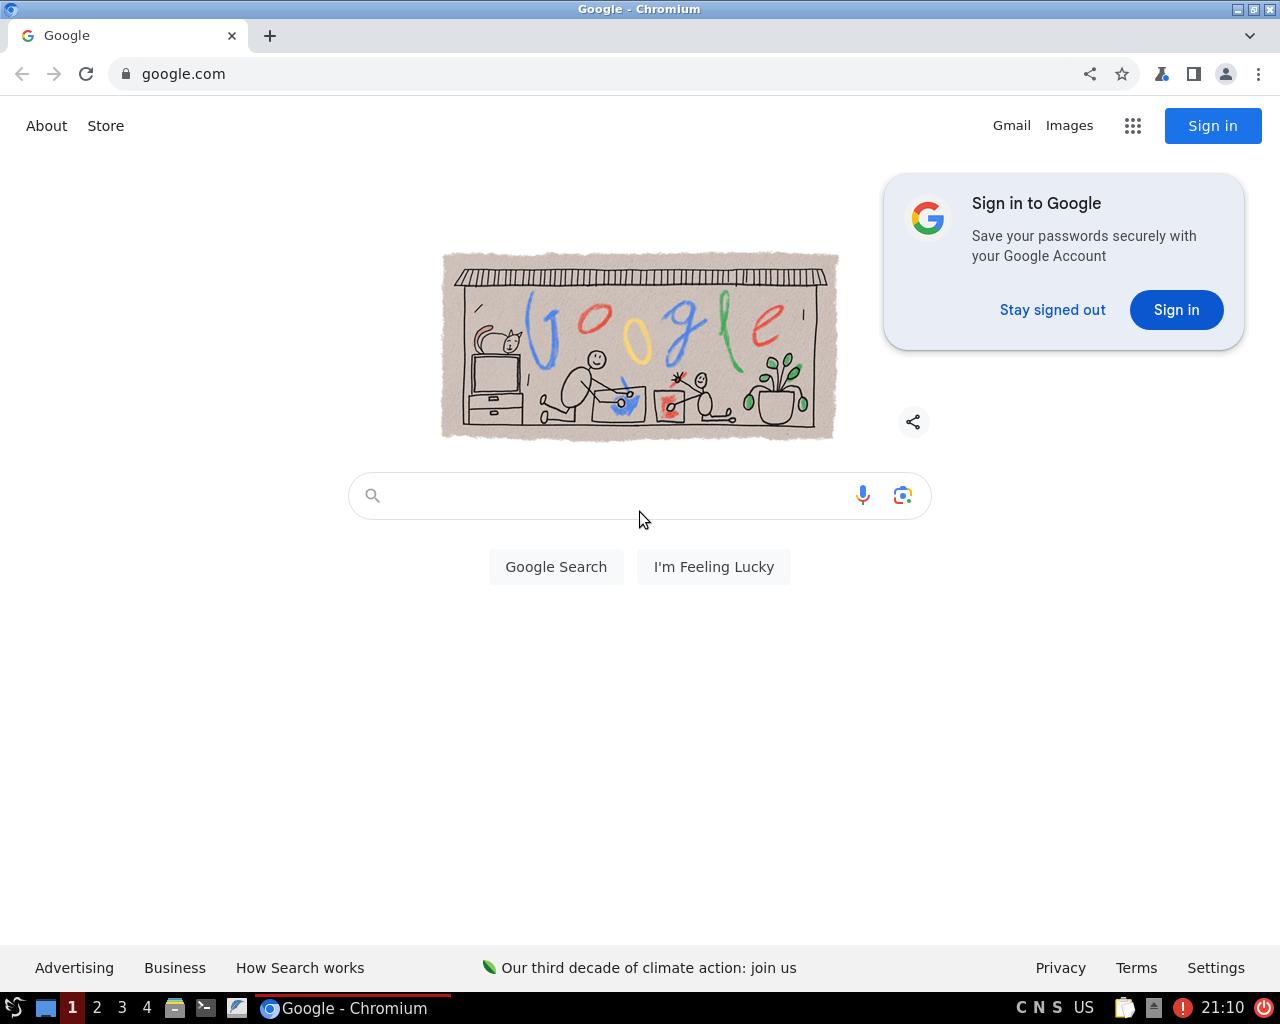 Google - Chromium
Google
google.com
About
Store
Gmail
Images
Sign in
Sign in to Google
Save your passwords securely with
your Google Account
Stay signed out
Sign in
Google
Google Search
I'm Feeling Lucky
Advertising
Business
How Search works
Our third decade of climate action: join us
Privacy
Terms
Settings
1 2 3 4
Google - Chromium
C N S US
21:10